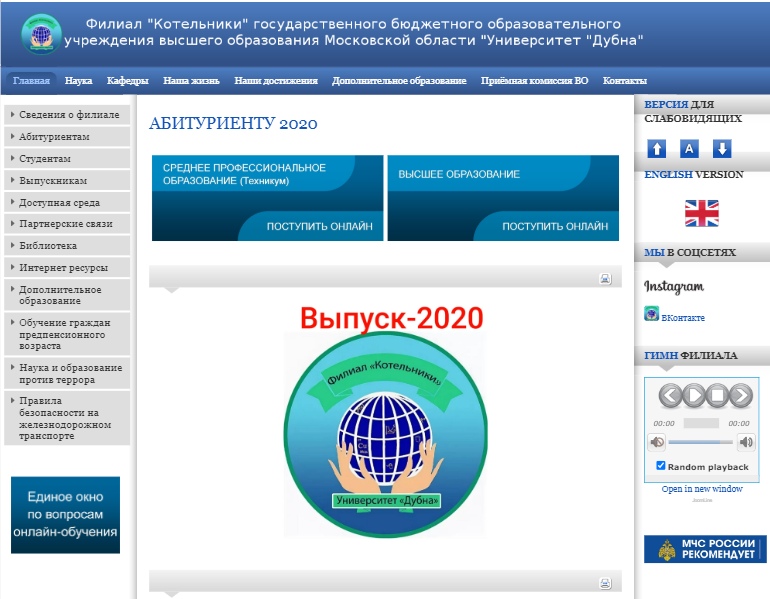 Филиал "Котельники" государственного бюджетного образовательного
учреждения высшего образования Московской области "Университет "Дубна"
Главная Наука Кафедры Наша жизнь Наши достижения Дополнительное образование Приёмная комиссия ВО Контакты
Сведения о филиале
Абитуриентам
Студентам
Выпускникам
Доступная среда
Партнерские связи
Библиотека
Интернет ресурсы
Дополнительное
образование
Обучение граждан
предпенсионного
возраста
Наука и образование
против террора
Правила
безопасности на
железнодорожном
транспорте
Единое окно
по вопросам
онлайн-обучения
АБИТУРИЕНТУ 2020
СРЕДНЕЕ ПРОФЕССИОНАЛЬНОЕ
ОБРАЗОВАНИЕ (Техникум)
ПОСТУПИТЬ ОНЛАЙН
ВЫСШЕЕ ОБРАЗОВАНИЕ
ПОСТУПИТЬ ОНЛАЙН
Выпуск-2020
Филиал «Котельники»
Университет «Дубна»
ВЕРСИЯ ДЛЯ
СЛАБОВИДЯЩИХ
A
ENGLISH VERSION
МЫ В СОЦСЕТЯХ
Instagram
ВКонтакте
ГИМН ФИЛИАЛА
00:00 00:00
Random playback
Open in new window
МЧС РОССИИ
РЕКОМЕНДУЕТ